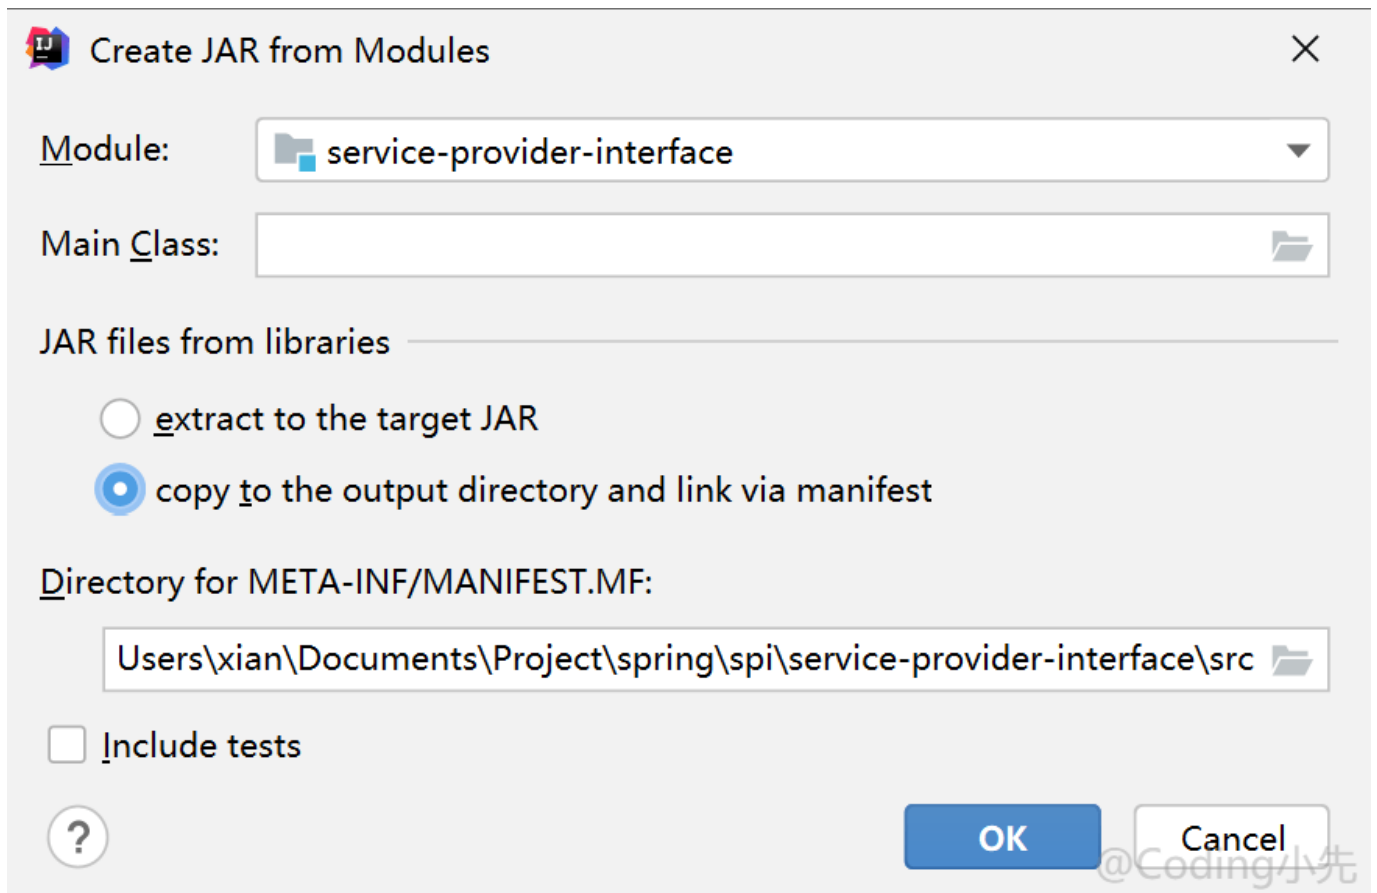 IJ
Create JAR from Modules
Module:
service-provider-interface
Main Class:
JAR files from libraries
extract to the target JAR
copy to the output directory and link via manifest
Directory for META-INF/MANIFEST.MF:
Users\xian\Documents\Project\spring\spi\service-provider-interface\src
Include tests
?
OK
Cancel
@Coding小先